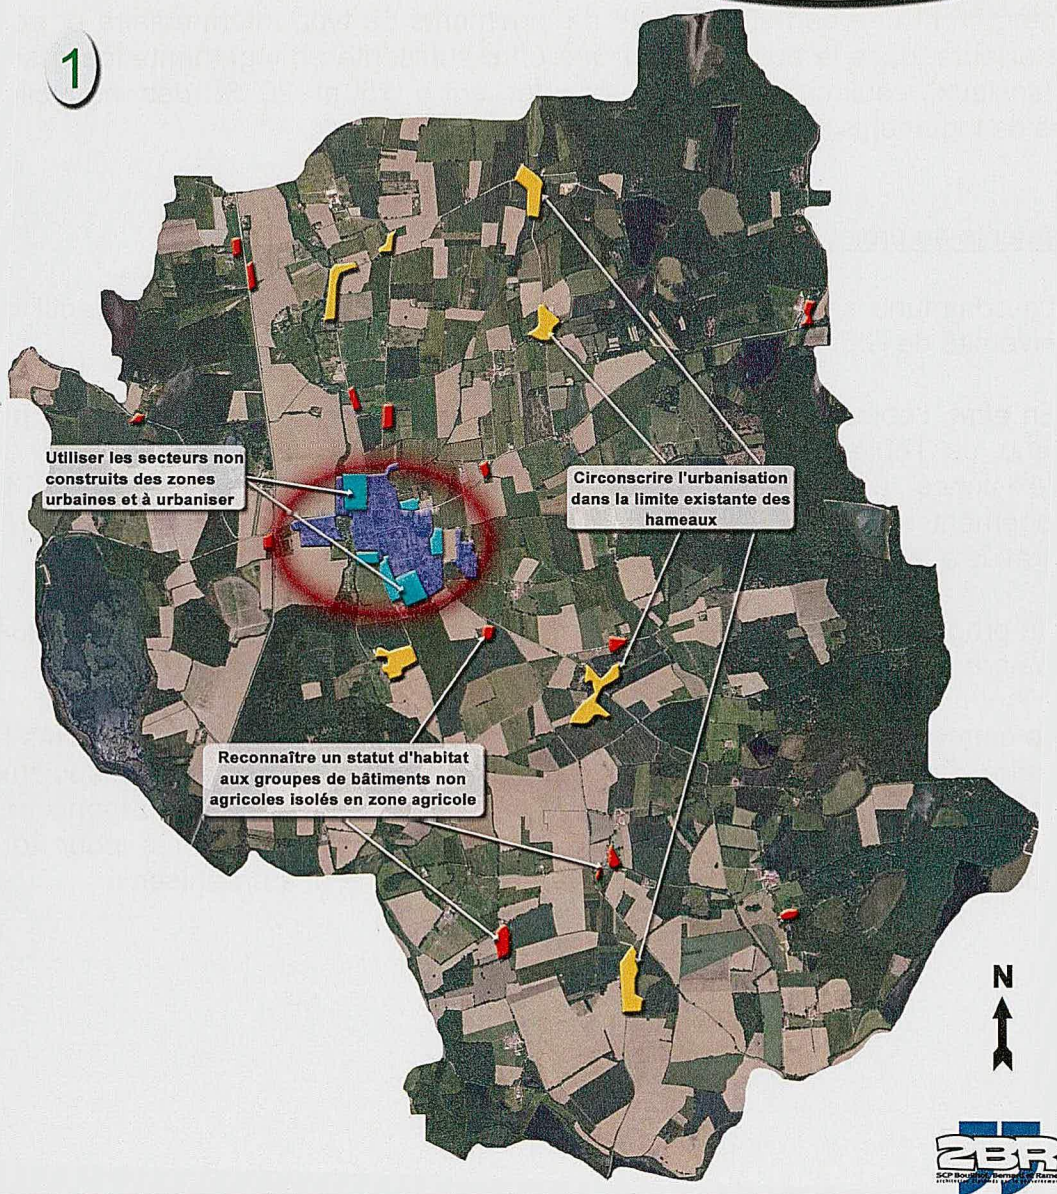 1
Utiliser les secteurs non
construits des zones
urbaines et à urbaniser
Circonscrire l'urbanisation
dans la limite existante des
hameaux
Reconnaître un statut d'habitat
aux groupes de bâtiments non
agricoles isolés en zone agricole
N
2BR
SCP